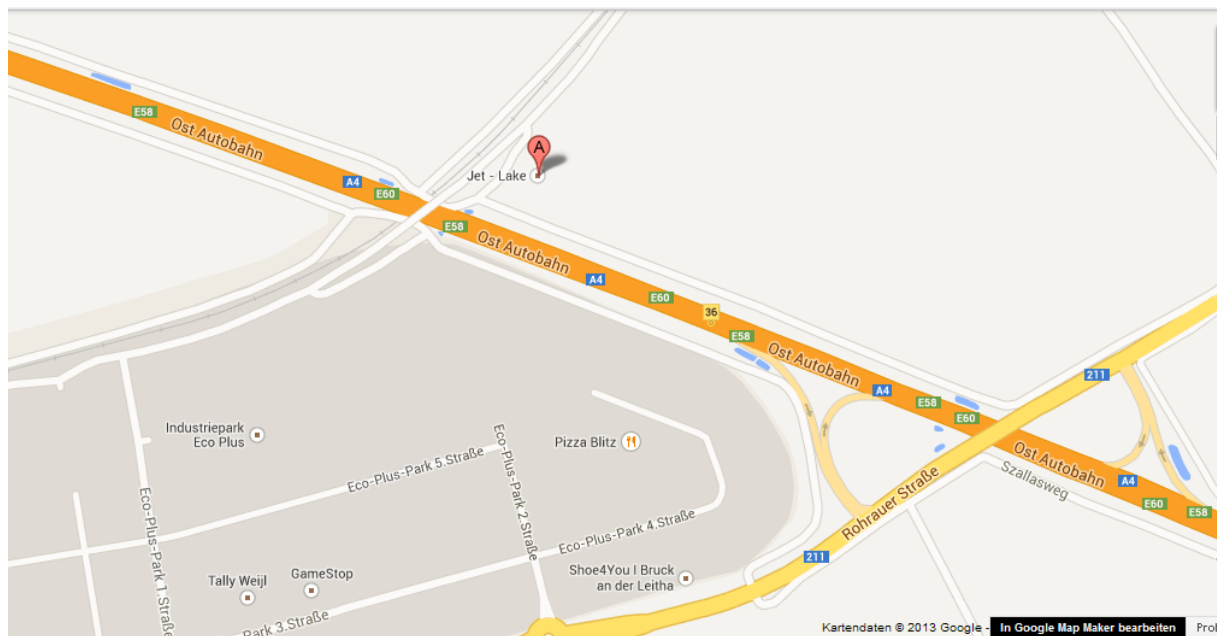 E58
Ost Autobahn
A
Jet - Lake
A4
E60
E58
Ost Autobahn
A4
E60
36
E58
Ost Autobahn
211
A4
E58
E60
Industriepark
Eco Plus
Pizza Blitz
Eco-Plus-Park 2.Straße
Eco-Plus-Park 5.Straße
Ost Autobahn
Szallasweg
A4
E60
E58
Rohrauer Straße
Eco-Plus-Park 1.Straße
Eco-Plus-Park 4.Straße
211
Tally Weijl
GameStop
Shoe4You I Bruck
an der Leitha
Park 3.Straße
Kartendaten © 2013 Google -
In Google Map Maker bearbeiten
Prol